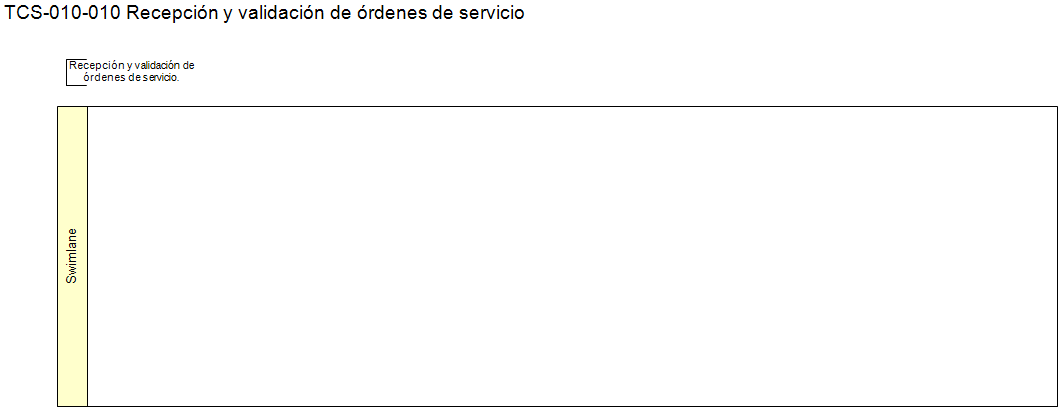 TCS-010-010 Recepción y validación de órdenes de servicio
Recepción y validación de
órdenes de servicio.
Swimlane